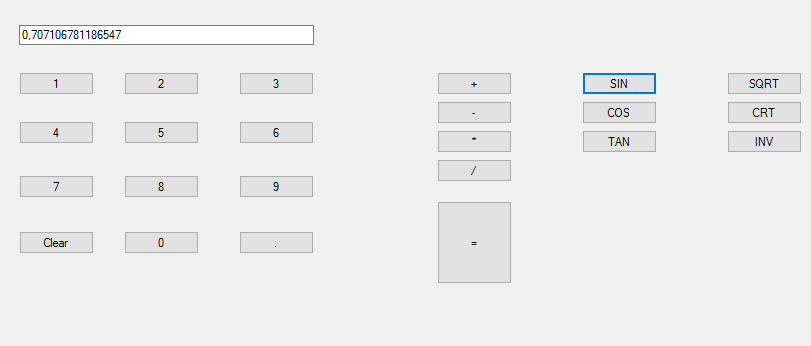 0,707106781186547
1 2 3 + SIN SQRT
- COS CRT
4 5 6 * TAN INV
/
7 8 9
Clear 0 . =